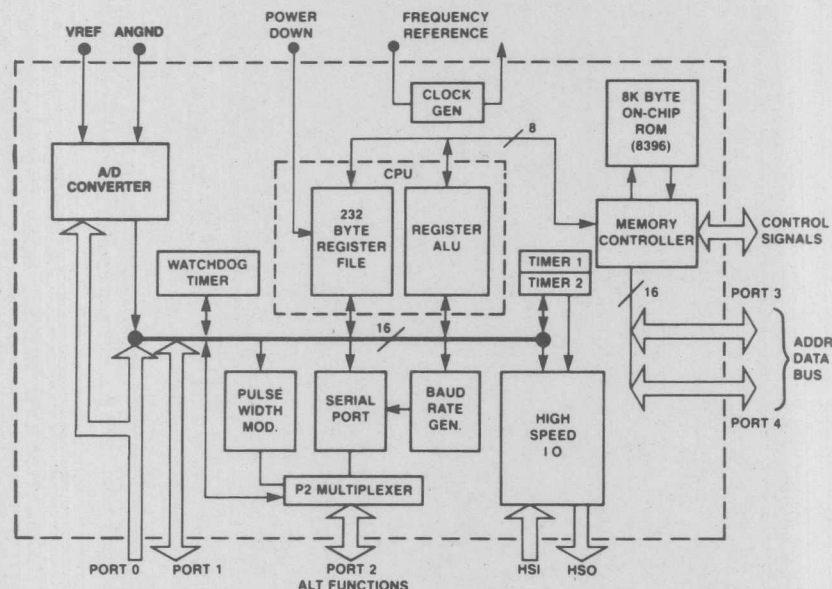 VREF
ANGND
POWER
DOWN
FREQUENCY
REFERENCE
CLOCK
GEN
8K BYTE
ON-CHIP
ROM
(8396)
8
A/D
CONVERTER
CPU
232
BYTE
REGISTER
FILE
REGISTER
ALU
MEMORY
CONTROLLER
CONTROL
SIGNALS
WATCHDOG
TIMER
TIMER 1
TIMER 2
16
16
PORT 3
ADDR
DATA
BUS
PORT 4
PULSE
WIDTH
MOD.
SERIAL
PORT
BAUD
RATE
GEN.
HIGH
SPEED
I O
P2 MULTIPLEXER
PORT 0
PORT 1
PORT 2
ALT FUNCTIONS
HSI
HSO